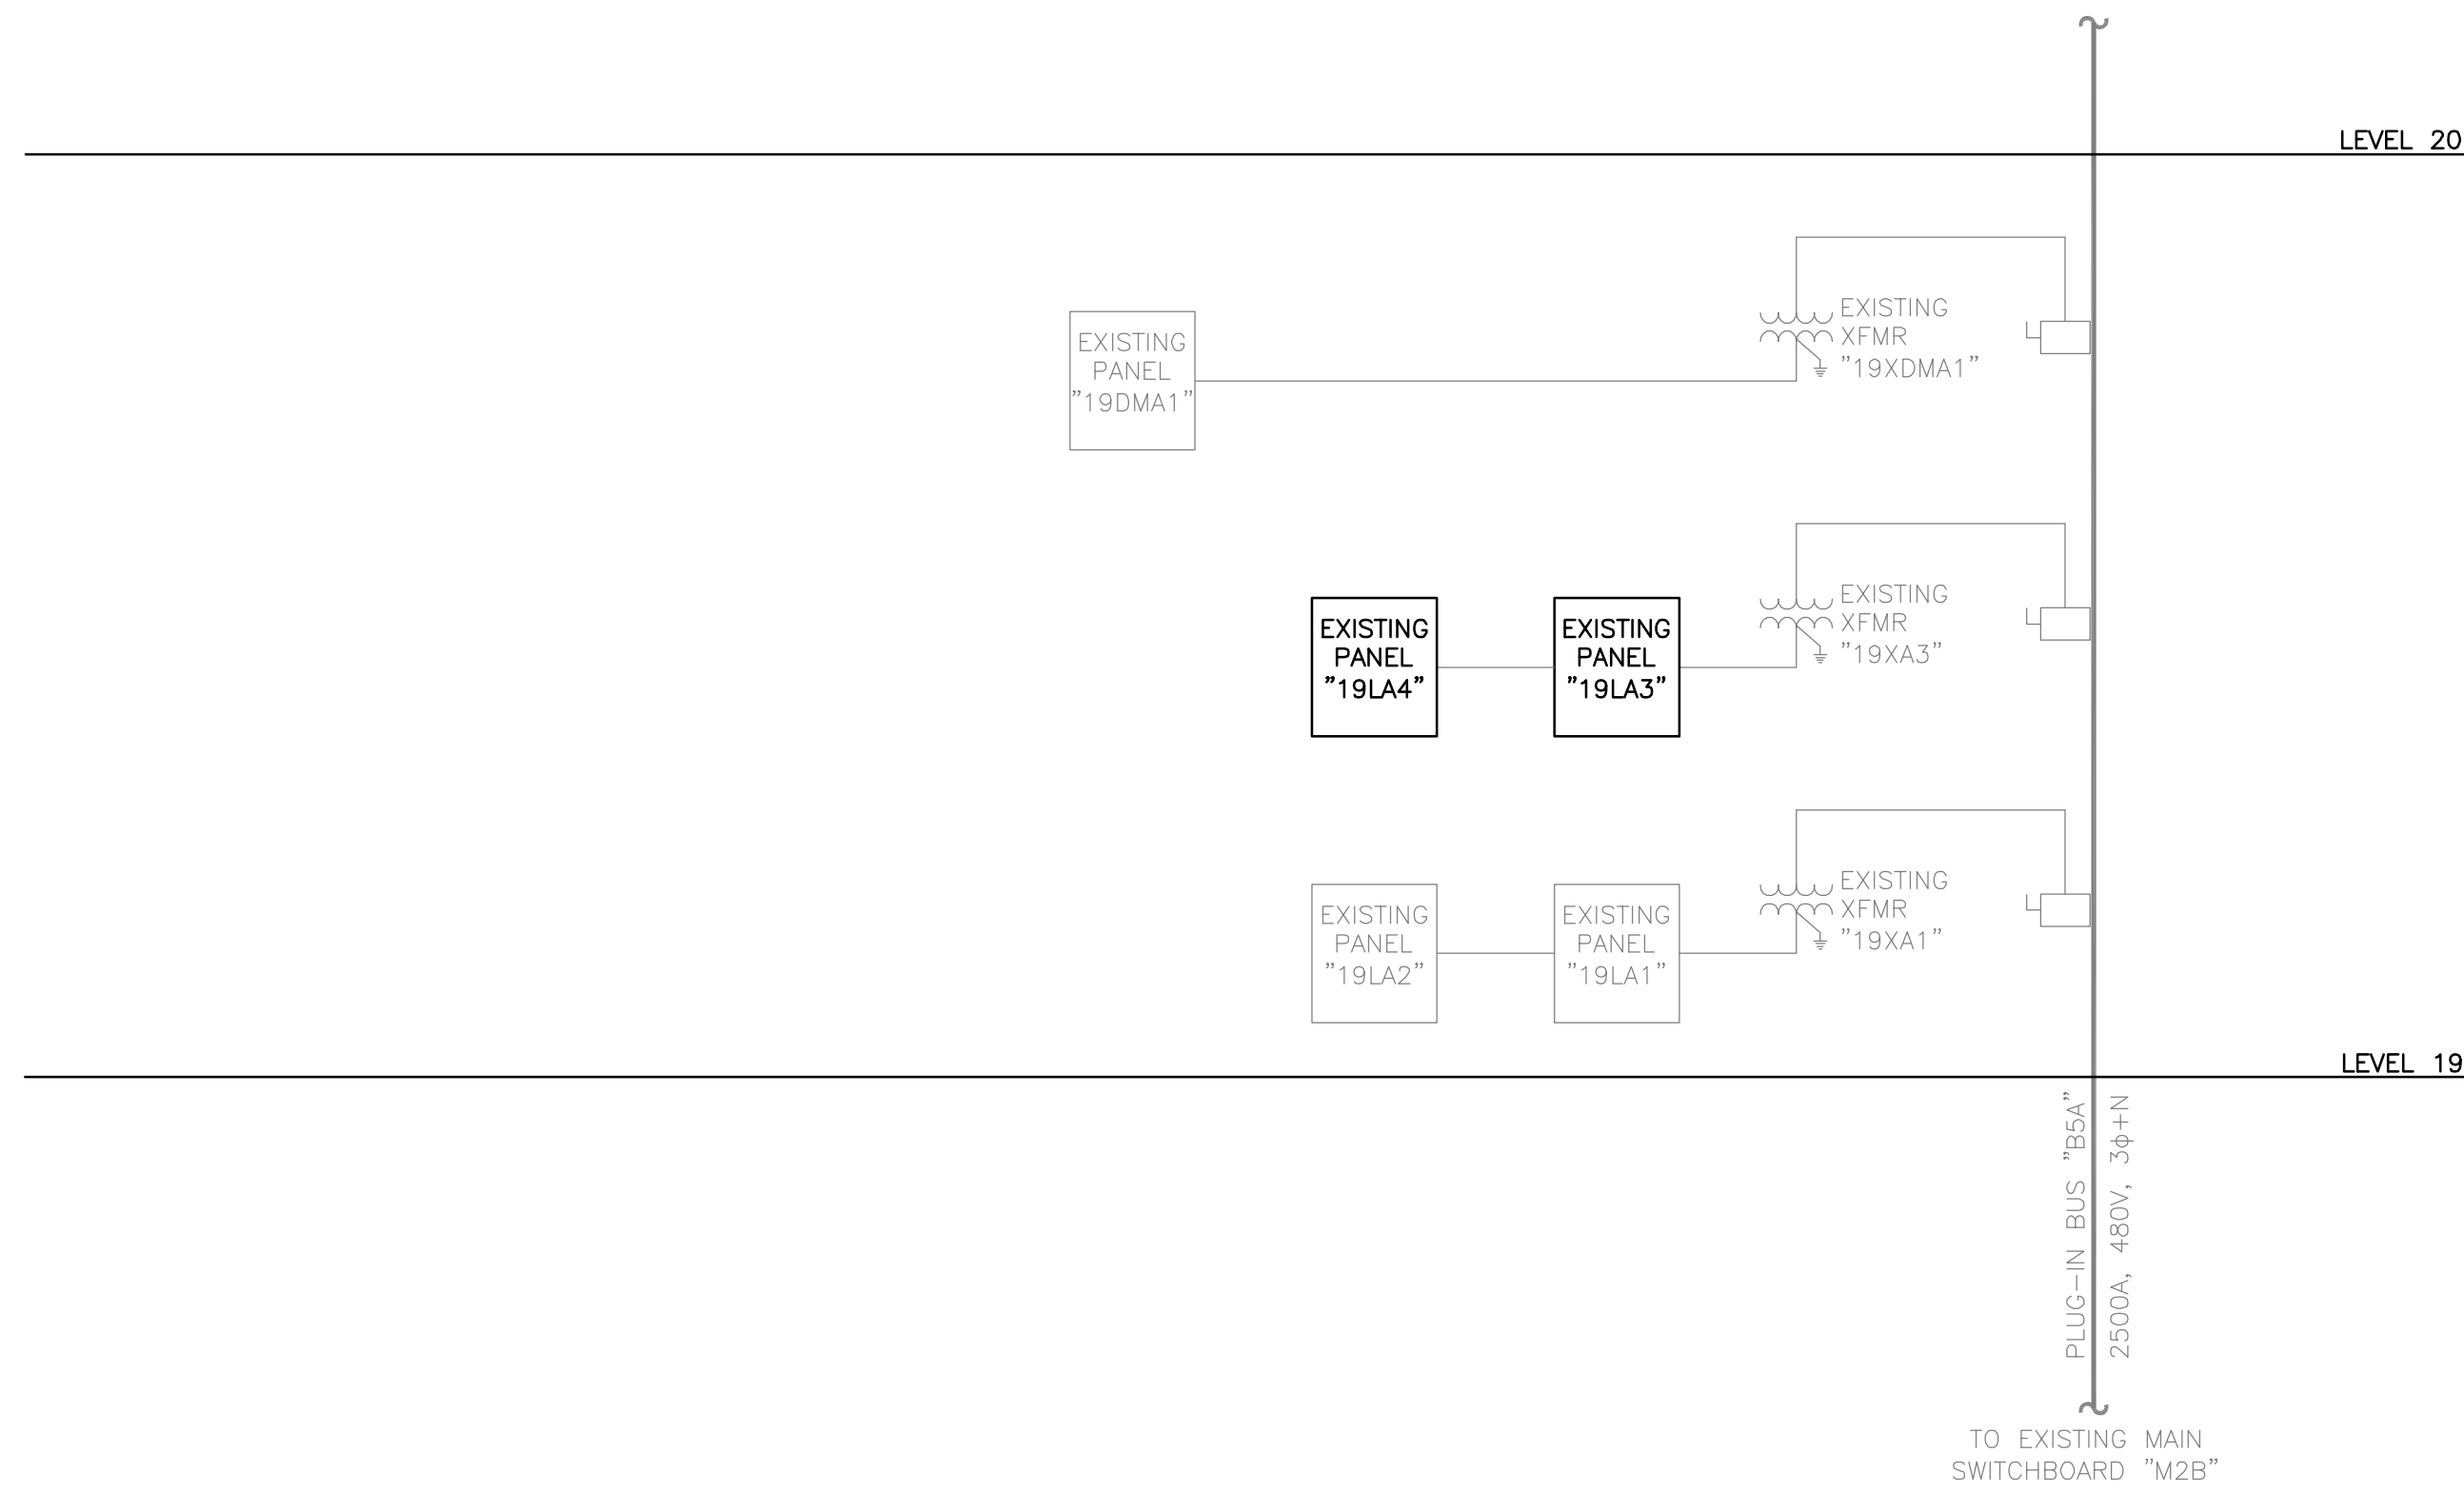 LEVEL 20
EXISTING
XFMR
"19XDMA1"
EXISTING
PANEL
"19DMA1"
EXISTING
XFMR
"19XA3"
EXISTING
PANEL
"19LA4"
EXISTING
PANEL
"19LA3"
EXISTING
XFMR
"19XA1"
EXISTING
PANEL
"19LA2"
EXISTING
PANEL
"19LA1"
LEVEL 19
PLUG-IN BUS "B5A"
2500A, 480V, 3ϕ+N
TO EXISTING MAIN
SWITCHBOARD "M2B"